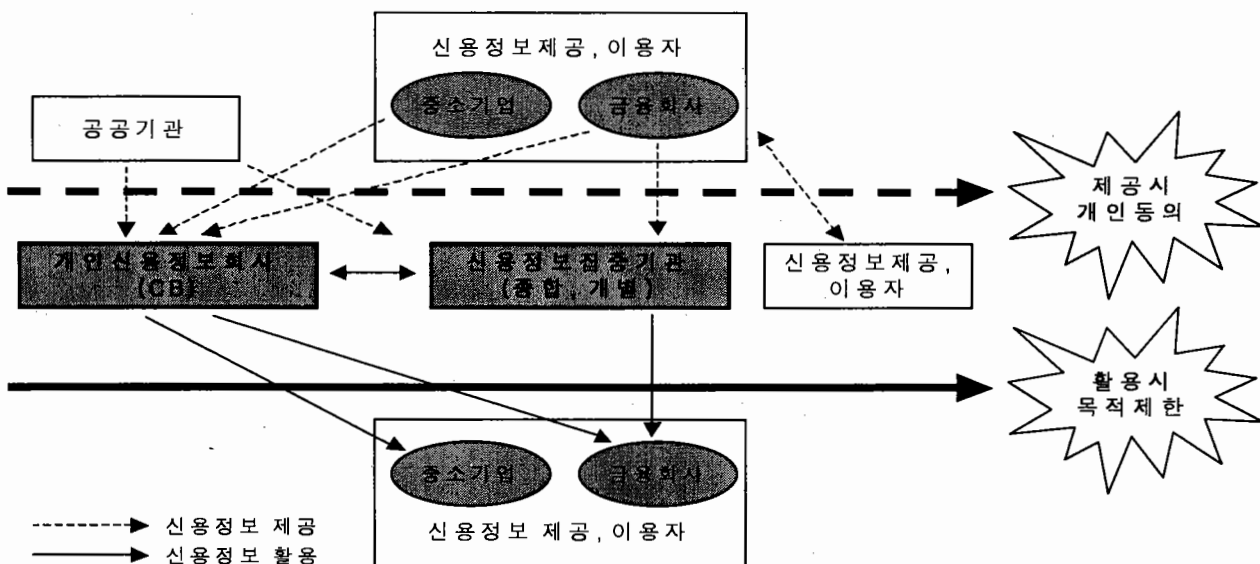 신용정보제공, 이용자
중소기업
금융회사
공공기관
제공시
개인동의
개인신용정보회사
(CB)
신용정보집중기관
(종합, 개별)
신용정보제공,
이용자
활용시
목적제한
중소기업
금융회사
신용정보 제공, 이용자
신용정보 제공
신용정보 활용